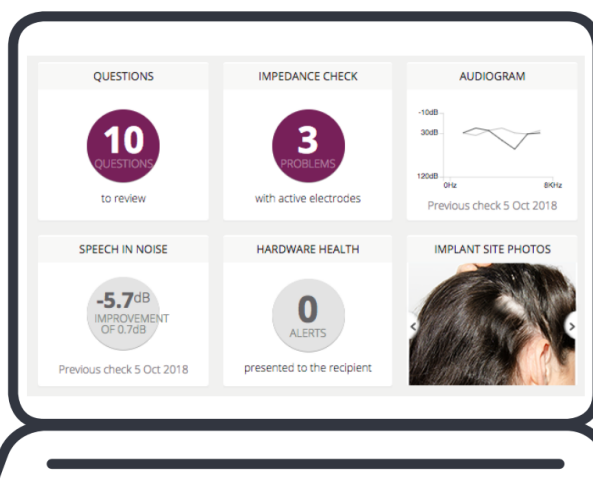 QUESTIONS
10
QUESTIONS
to review
IMPEDANCE CHECK
3
PROBLEMS
with active electrodes
AUDIOGRAM
-10dB
30dB
120dB
0Hz 8KHz
Previous check 5 Oct 2018
SPEECH IN NOISE
-5.7dB
IMPROVEMENT
OF 0.7dB
Previous check 5 Oct 2018
HARDWARE HEALTH
0
ALERTS
presented to the recipient
IMPLANT SITE PHOTOS